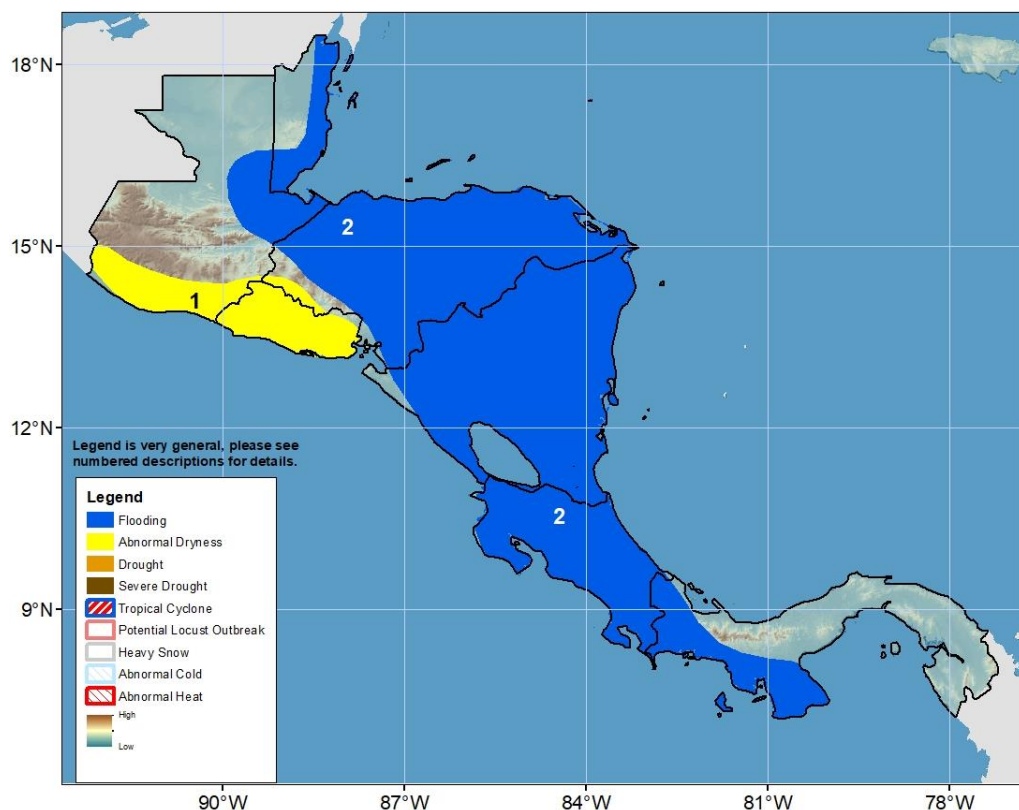 18°N
2
15°N
1
12°N
Legend is very general, please see
numbered descriptions for details.
Legend
Flooding
Abnormal Dryness
Drought
Severe Drought
Tropical Cyclone
Potential Locust Outbreak
Heavy Snow
Abnormal Cold
Abnormal Heat
High
Low
2
9°N
90°W 87°W 84°W 81°W 78°W